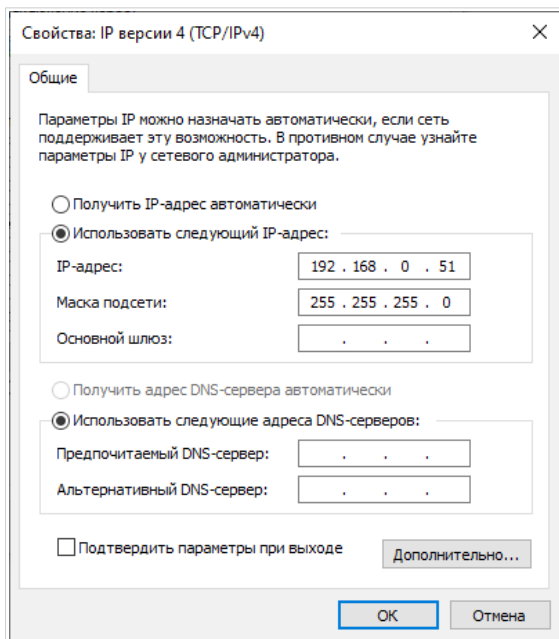 Свойства: IP версии 4 (TCP/IPv4)
Общие
Параметры IP можно назначать автоматически, если сеть
поддерживает эту возможность. В противном случае узнайте
параметры IP у сетевого администратора.
Получить IP-адрес автоматически
Использовать следующий IP-адрес:
IP-адрес: 192 . 168 . 0 . 51
Маска подсети: 255 . 255 . 255 . 0
Основной шлюз: . . .
Получить адрес DNS-сервера автоматически
Использовать следующие адреса DNS-серверов:
Предпочитаемый DNS-сервер: . . .
Альтернативный DNS-сервер: . . .
Подтвердить параметры при выходе
Дополнительно...
ОК Отмена